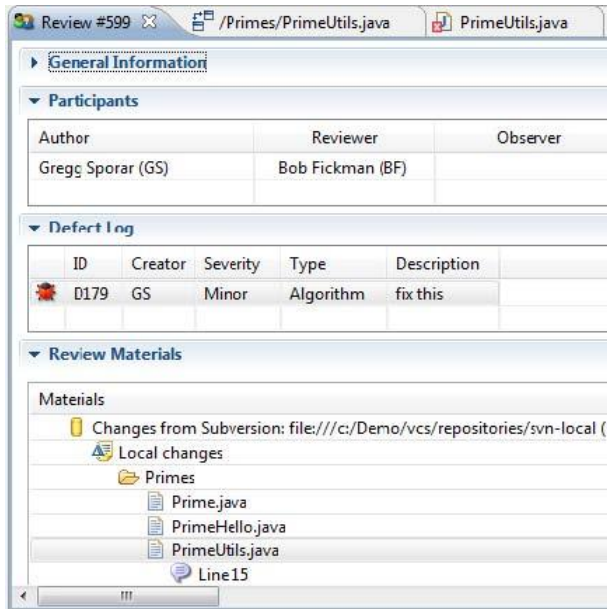 Review #599 /Primes/PrimeUtils.java PrimeUtils.java
General Information
Participants
Author Reviewer Observer
Gregg Sporar (GS) Bob Fickman (BF)
Defect Log
ID Creator Severity Type Description
D179 GS Minor Algorithm fix this
Review Materials
Materials
Changes from Subversion: file:///c:/Demo/vcs/repositories/svn-local (
Local changes
Primes
Prime.java
PrimeHello.java
PrimeUtils.java
Line 15